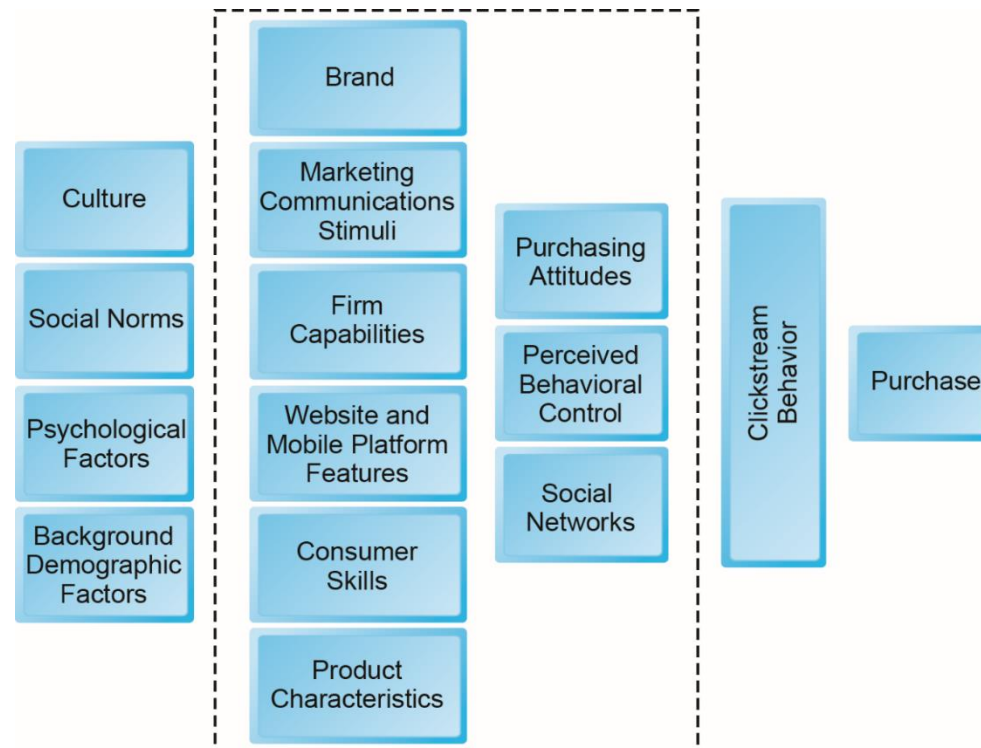 Culture
Social Norms
Psychological
Factors
Background
Demographic
Factors
Brand
Marketing
Communications
Stimuli
Firm
Capabilities
Website and
Mobile Platform
Features
Consumer
Skills
Product
Characteristics
Purchasing
Attitudes
Perceived
Behavioral
Control
Social
Networks
Clickstream
Behavior
Purchase